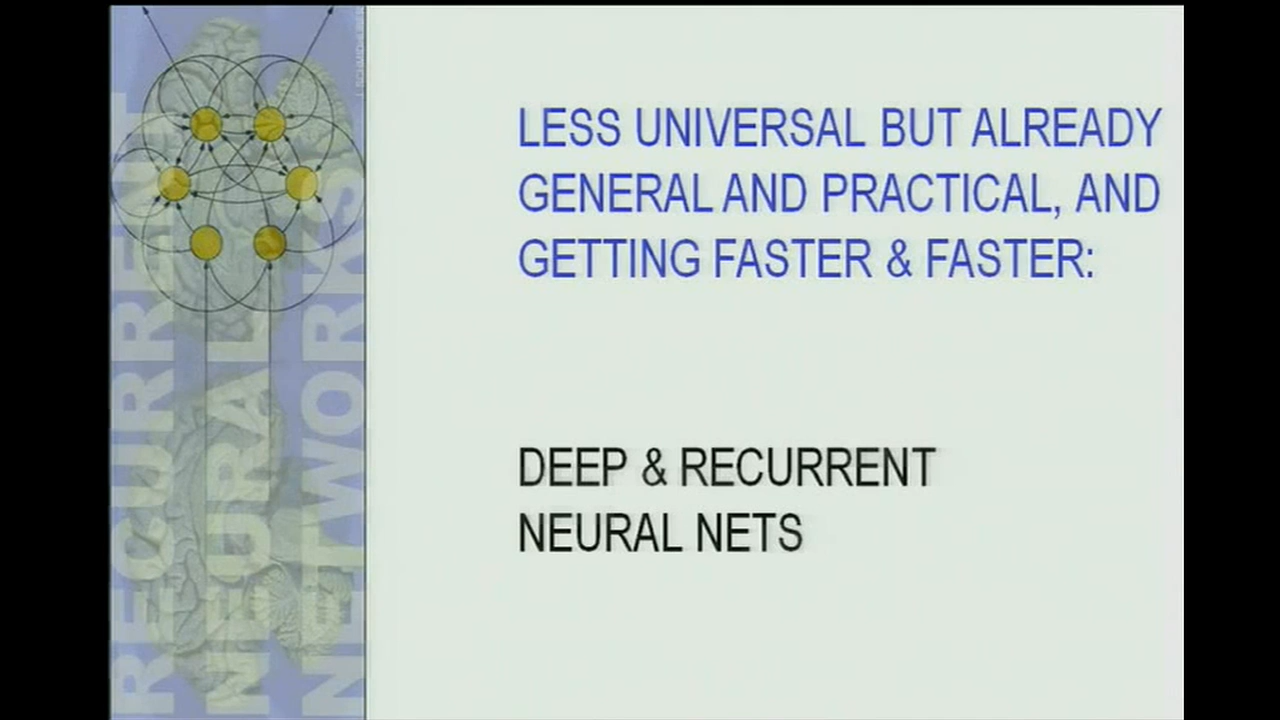 RECURRENT
NEURAL
NETWORKS
LESS UNIVERSAL BUT ALREADY
GENERAL AND PRACTICAL, AND
GETTING FASTER & FASTER:
DEEP & RECURRENT
NEURAL NETS